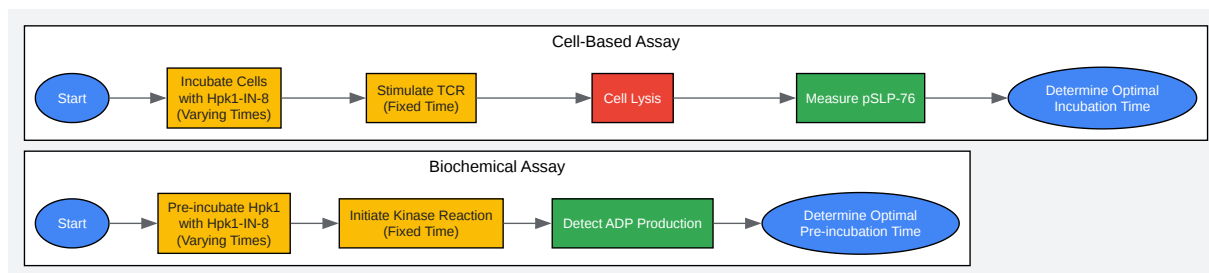 Cell-Based Assay
Start
Incubate Cells
with Hpk1-IN-8
(Varying Times)
Stimulate TCR
(Fixed Time)
Cell Lysis
Measure pSLP-76
Determine Optimal
Incubation Time
Biochemical Assay
Start
Pre-incubate Hpk1
with Hpk1-IN-8
(Varying Times)
Initiate Kinase Reaction
(Fixed Time)
Detect ADP Production
Determine Optimal
Pre-incubation Time